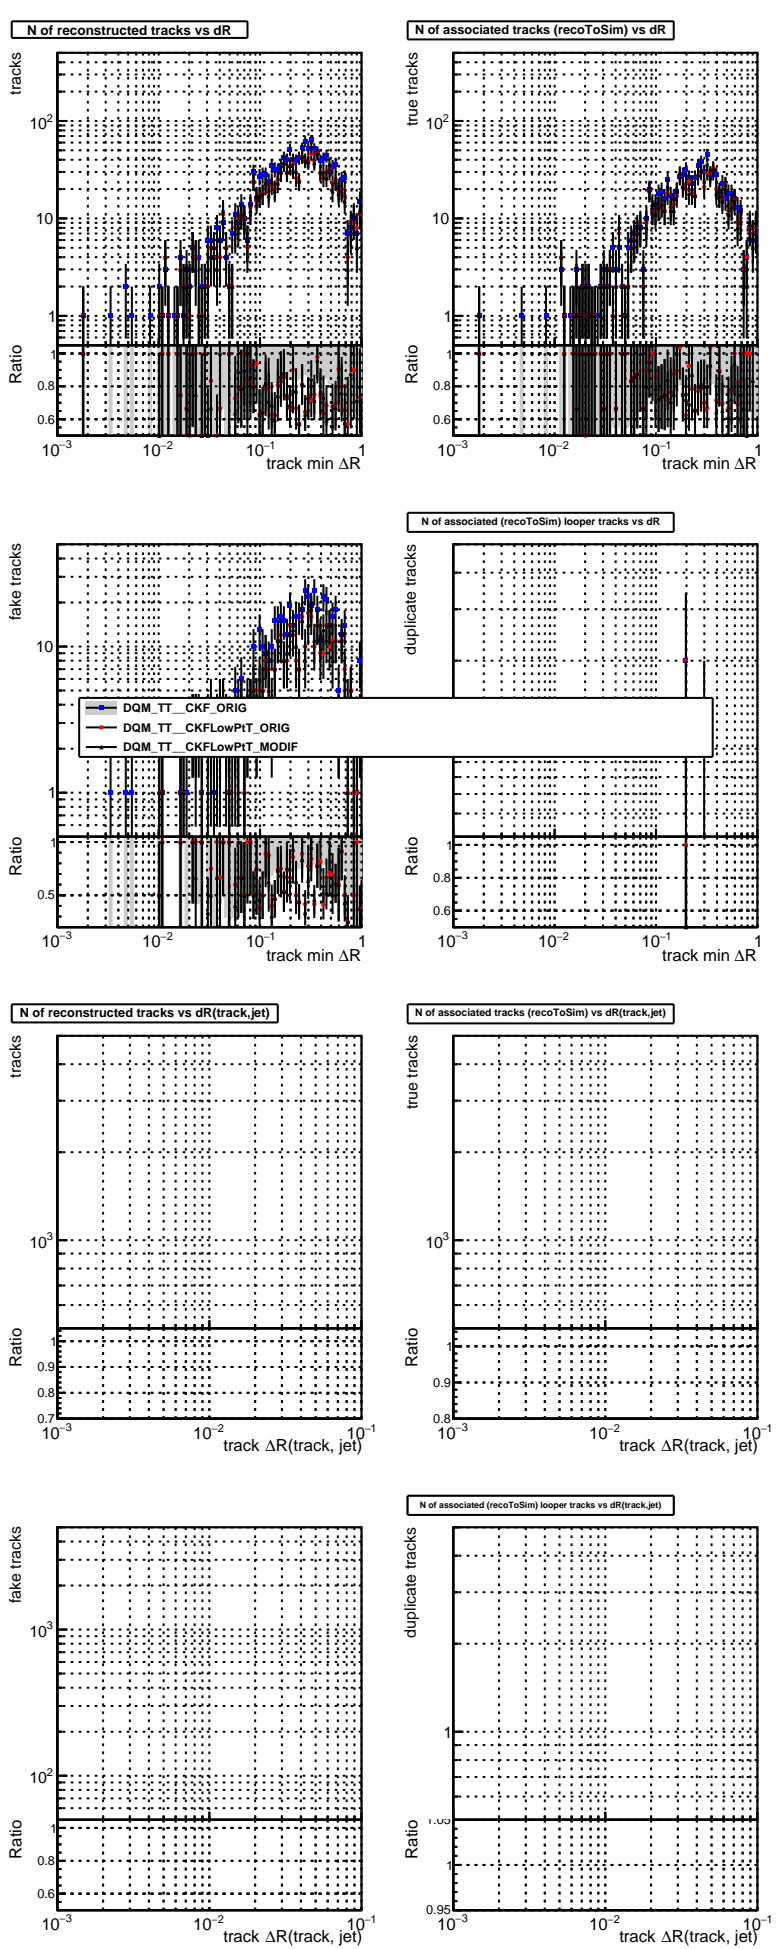 N of reconstructed tracks vs dR
N of associated tracks (recoToSim) vs dR
tracks
10²
10
1
Ratio
1
0.8
0.6
10⁻³ 10⁻² 10⁻¹ 1
track min ΔR
true tracks
10²
10
1
Ratio
1
0.8
0.6
10⁻³ 10⁻² 10⁻¹ 1
track min ΔR
N of associated (recoToSim) looper tracks vs dR
fake tracks
10
1
Ratio
1
0.5
10⁻³ 10⁻² 10⁻¹ 1
track min ΔR
duplicate tracks
Ratio
1
0.8
0.6
10⁻³ 10⁻² 10⁻¹ 1
track min ΔR
DQM_TT__CKF_ORIG
DQM_TT__CKFLowPtT_ORIG
DQM_TT__CKFLowPtT_MODIF
N of reconstructed tracks vs dR(track,jet)
N of associated tracks (recoToSim) vs dR(track,jet)
tracks
10³
Ratio
1
0.9
0.8
0.7
10⁻³ 10⁻² 10⁻¹
track ΔR(track, jet)
true tracks
10³
Ratio
1
0.9
0.8
10⁻³ 10⁻² 10⁻¹
track ΔR(track, jet)
N of associated (recoToSim) looper tracks vs dR(track,jet)
fake tracks
10³
10²
Ratio
1
0.8
0.6
10⁻³ 10⁻² 10⁻¹
track ΔR(track, jet)
duplicate tracks
1
Ratio
1.05
1
0.95
10⁻³ 10⁻² 10⁻¹
track ΔR(track, jet)